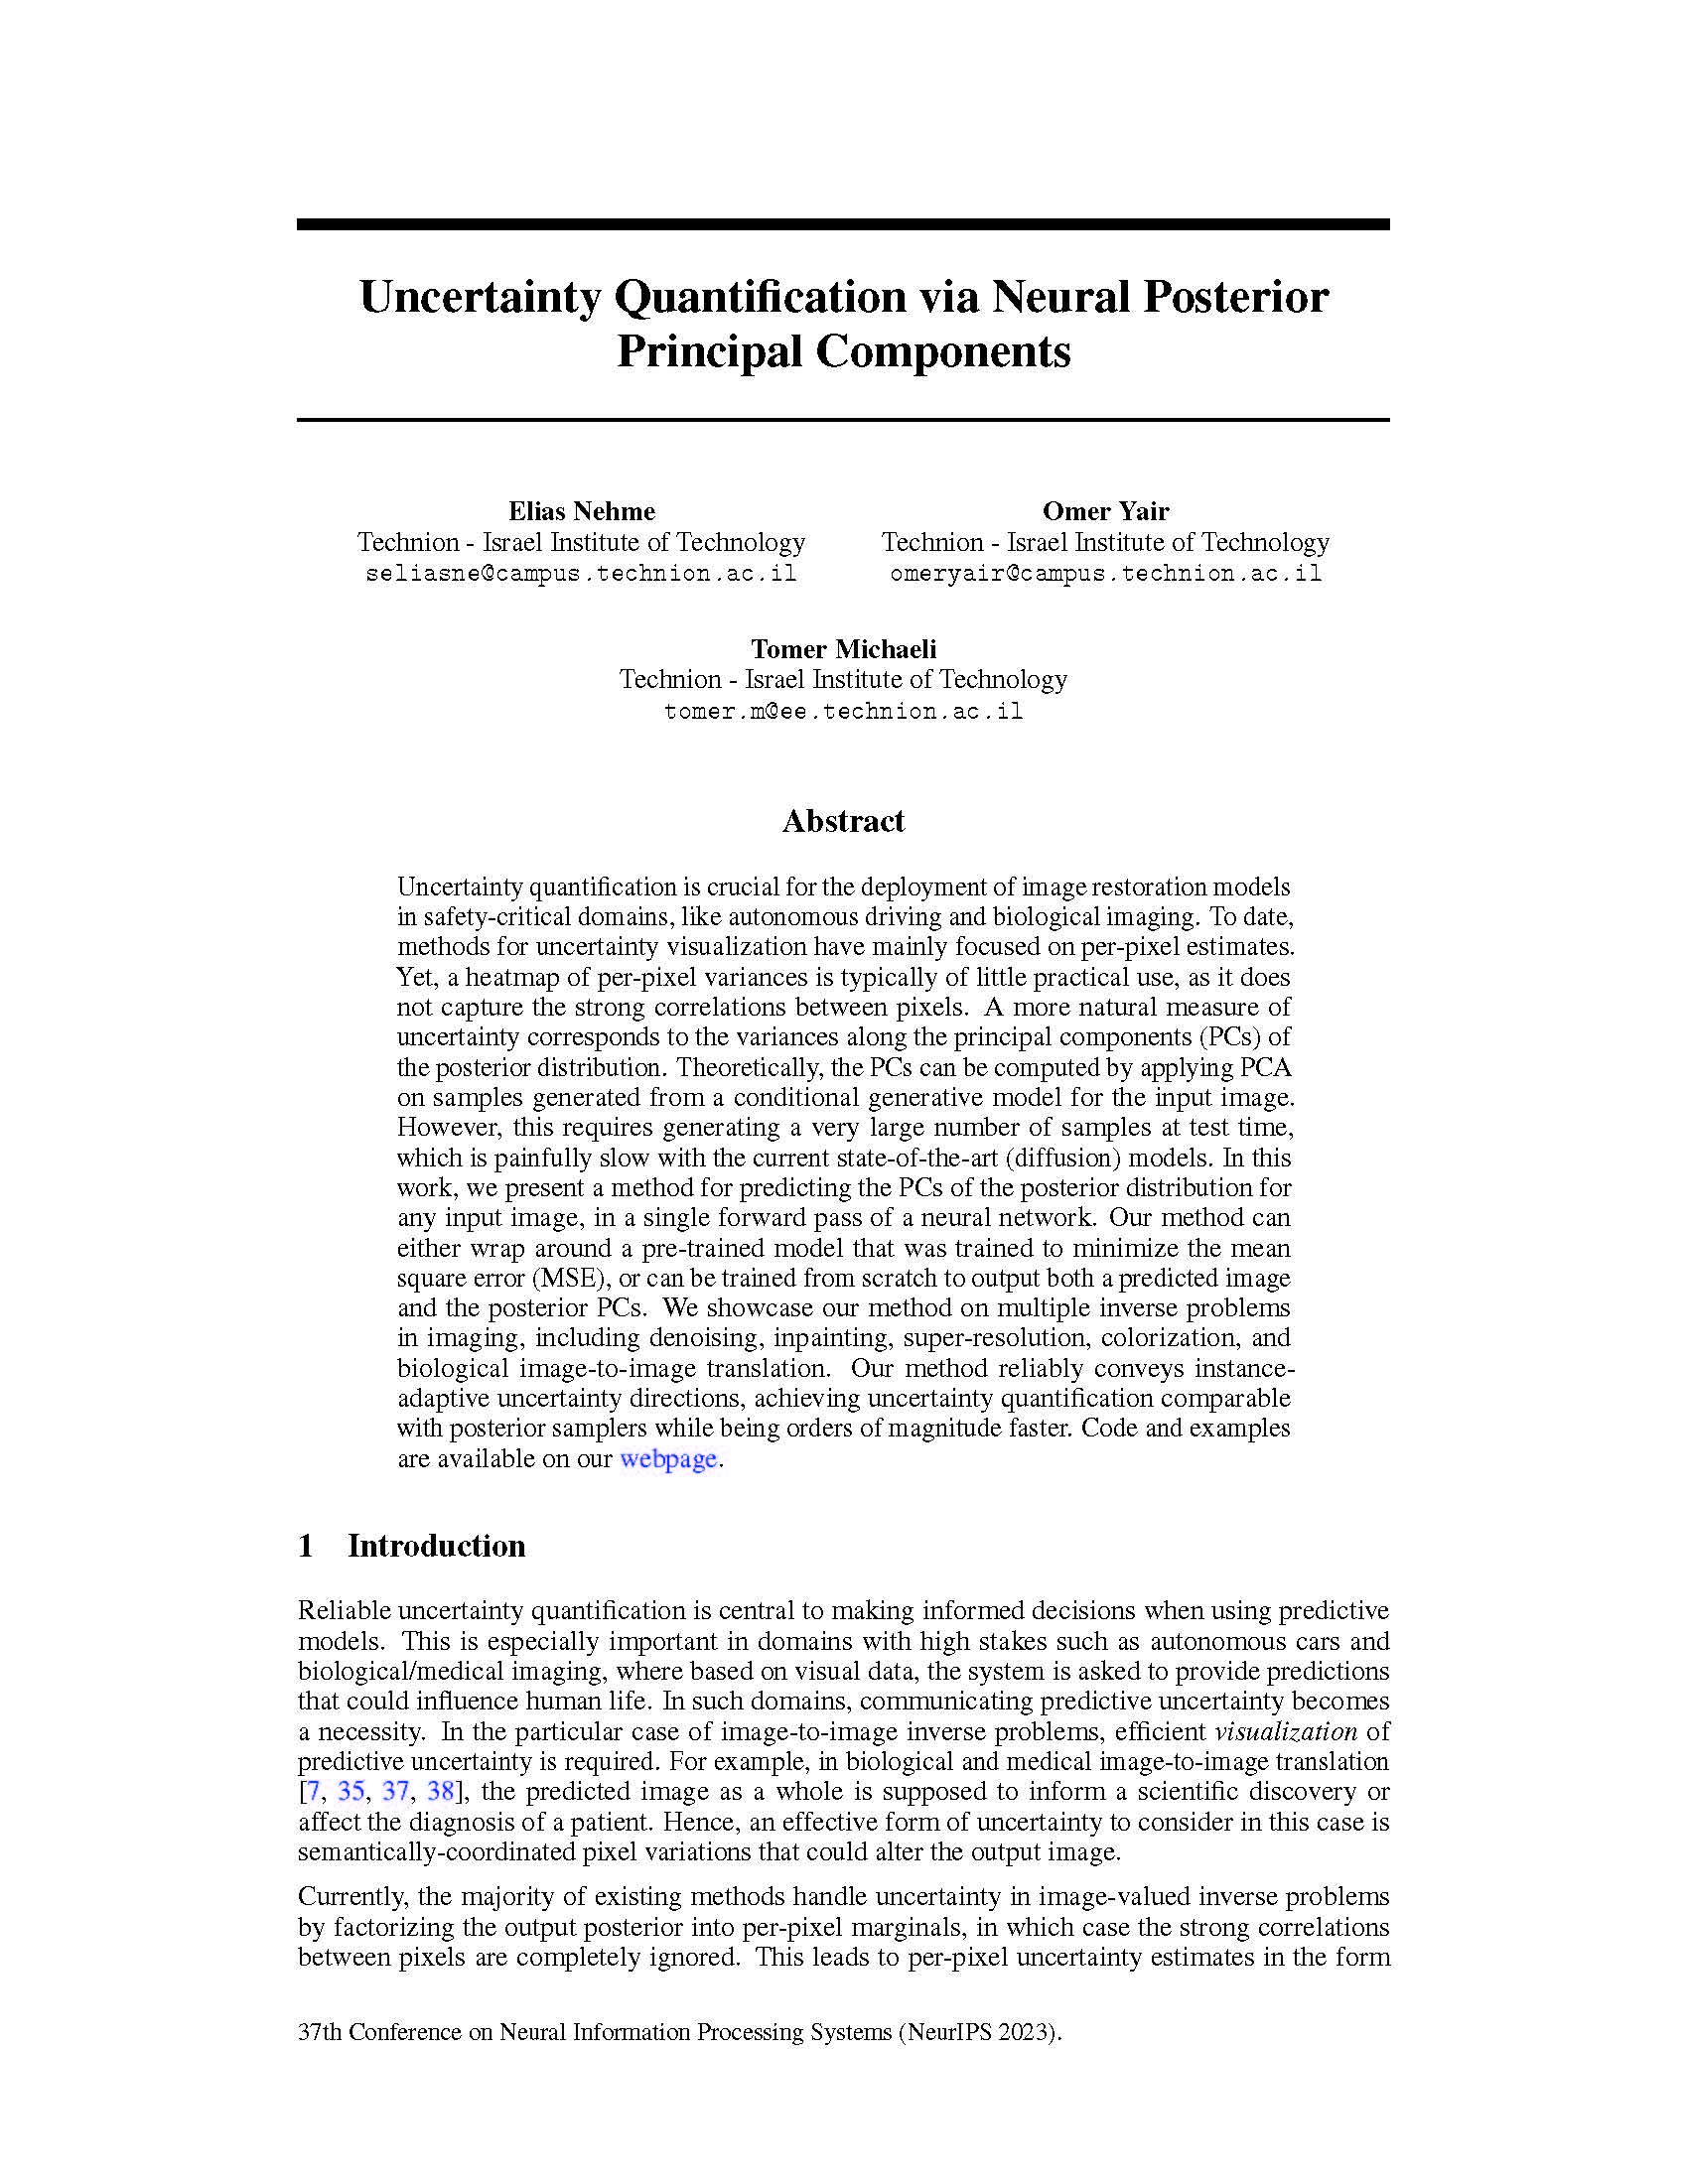 Uncertainty Quantification via Neural Posterior
Principal Components
Elias Nehme
Technion - Israel Institute of Technology
seliasne@campus.technion.ac.il
Omer Yair
Technion - Israel Institute of Technology
omeryair@campus.technion.ac.il
Tomer Michaeli
Technion - Israel Institute of Technology
tomer.m@ee.technion.ac.il
Abstract
Uncertainty quantification is crucial for the deployment of image restoration models
in safety-critical domains, like autonomous driving and biological imaging. To date,
methods for uncertainty visualization have mainly focused on per-pixel estimates.
Yet, a heatmap of per-pixel variances is typically of little practical use, as it does
not capture the strong correlations between pixels. A more natural measure of
uncertainty corresponds to the variances along the principal components (PCs) of
the posterior distribution. Theoretically, the PCs can be computed by applying PCA
on samples generated from a conditional generative model for the input image.
However, this requires generating a very large number of samples at test time,
which is painfully slow with the current state-of-the-art (diffusion) models. In this
work, we present a method for predicting the PCs of the posterior distribution for
any input image, in a single forward pass of a neural network. Our method can
either wrap around a pre-trained model that was trained to minimize the mean
square error (MSE), or can be trained from scratch to output both a predicted image
and the posterior PCs. We showcase our method on multiple inverse problems
in imaging, including denoising, inpainting, super-resolution, colorization, and
biological image-to-image translation. Our method reliably conveys instance-
adaptive uncertainty directions, achieving uncertainty quantification comparable
with posterior samplers while being orders of magnitude faster. Code and examples
are available on our webpage.
1 Introduction
Reliable uncertainty quantification is central to making informed decisions when using predictive
models. This is especially important in domains with high stakes such as autonomous cars and
biological/medical imaging, where based on visual data, the system is asked to provide predictions
that could influence human life. In such domains, communicating predictive uncertainty becomes
a necessity. In the particular case of image-to-image inverse problems, efficient visualization of
predictive uncertainty is required. For example, in biological and medical image-to-image translation
[7, 35, 37, 38], the predicted image as a whole is supposed to inform a scientific discovery or
affect the diagnosis of a patient. Hence, an effective form of uncertainty to consider in this case is
semantically-coordinated pixel variations that could alter the output image.
Currently, the majority of existing methods handle uncertainty in image-valued inverse problems
by factorizing the output posterior into per-pixel marginals, in which case the strong correlations
between pixels are completely ignored. This leads to per-pixel uncertainty estimates in the form
37th Conference on Neural Information Processing Systems (NeurIPS 2023).